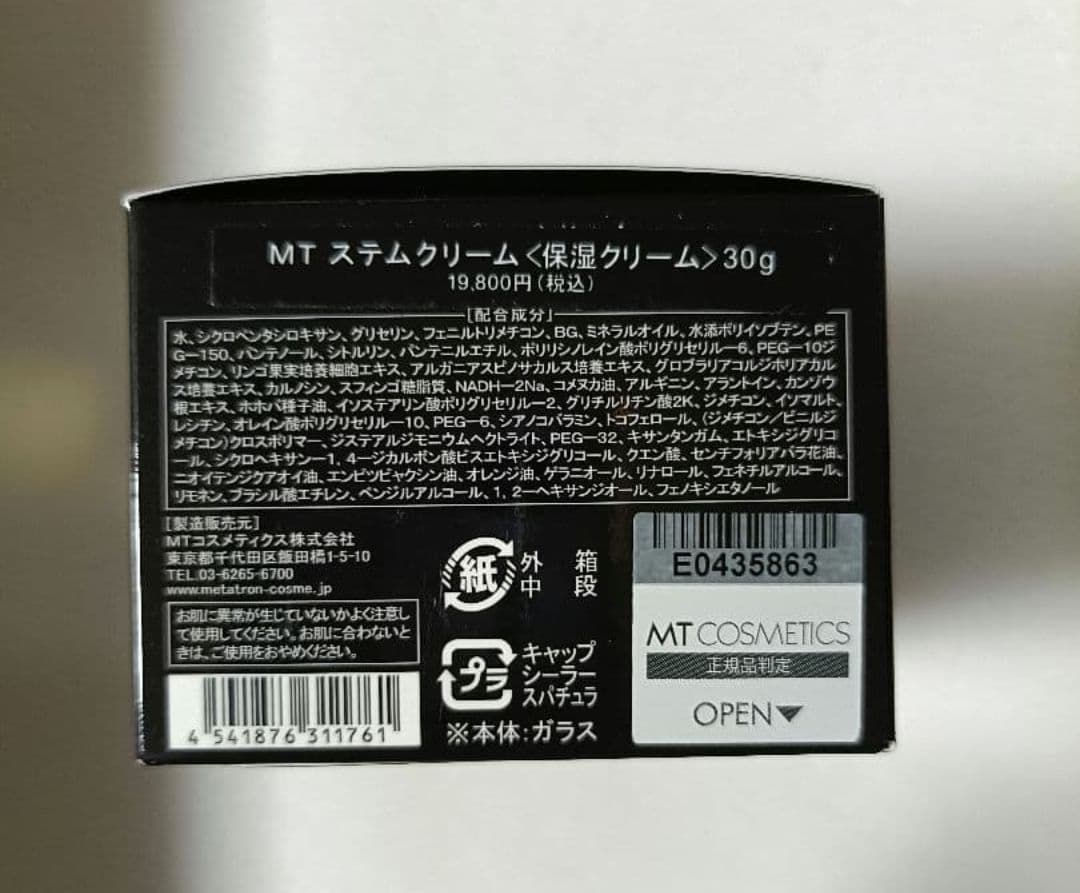 MT ステムクリーム<保湿クリーム>30g
19,800円(税込)
[配合成分]
水、シクロペンタシロキサン、グリセリン、フェニルトリメチコン、BG、ミネラルオイル、水添ポリイソブテン、PE
G-150、パンテノール、シトルリン、パンテニルエチル、ポリリシノレイン酸ポリグリセリル-6、PEG-10ジ
メチコン、リンゴ果実培養細胞エキス、アルガニアスピノサカルス培養エキス、グロブラリアコルジホリアカル
ス培養エキス、カルノシン、スフィンゴ糖脂質、NADH-2Na、コメヌカ油、アルギニン、アラントイン、カンゾウ
根エキス、ホホバ種子油、イソステアリン酸ポリグリセリル-2、グリチルリチン酸2K、ジメチコン、イソマルト、
レシチン、オレイン酸ポリグリセリル-10、PEG-6、シアノコバラミン、トコフェロール、(ジメチコン/ビニルジ
メチコン)クロスポリマー、ジステアルジモニウムヘクトライト、PEG-32、キサンタンガム、エトキシジグリコ
ール、シクロヘキサン-1,4-ジカルボン酸ビスエトキシジグリコール、クエン酸、センチフォリアバラ花油、
ニオイテンジクアオイ油、エンピツビャクシン油、オレンジ油、ゲラニオール、リナロール、フェネチルアルコール、
リモネン、ブラシル酸エチレン、ベンジルアルコール、1,2-ヘキサンジオール、フェノキシエタノール
[製造販売元]
MTコスメティクス株式会社
東京都千代田区飯田橋1-5-10
TEL.03-6265-6700
www.metatron-cosme.jp
お肌に異常が生じていないかよく注意し
て使用してください。お肌に合わないと
きは、ご使用をおやめください。
4 541876 311761
紙
外箱
中段
プラ
キャップ
シーラー
スパチュラ
※本体:ガラス
E0435863
MT COSMETICS
正規品判定
OPEN▼